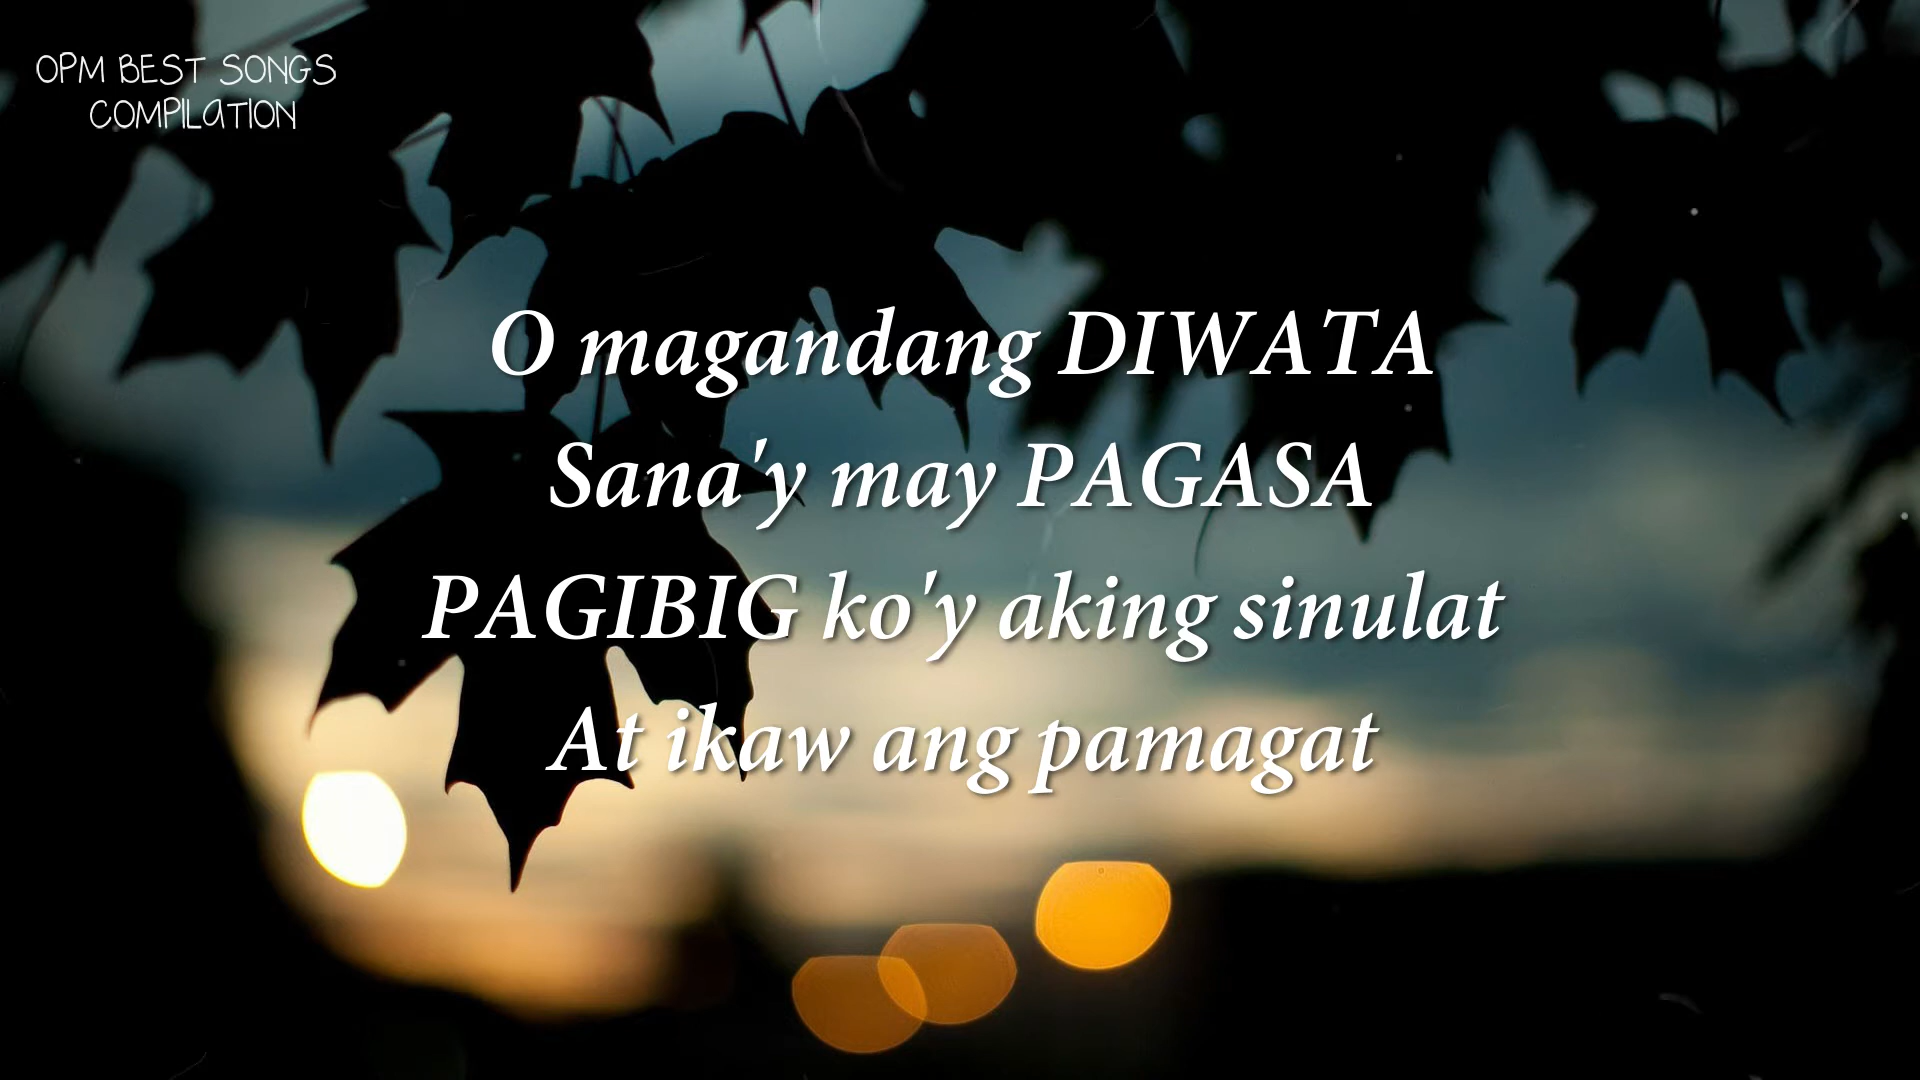 OPM BEST SONGS
COMPILATION
O magandang DIWATA
Sana'y may PAGASA
PAGIBIG ko'y aking sinulat
At ikaw ang pamagat